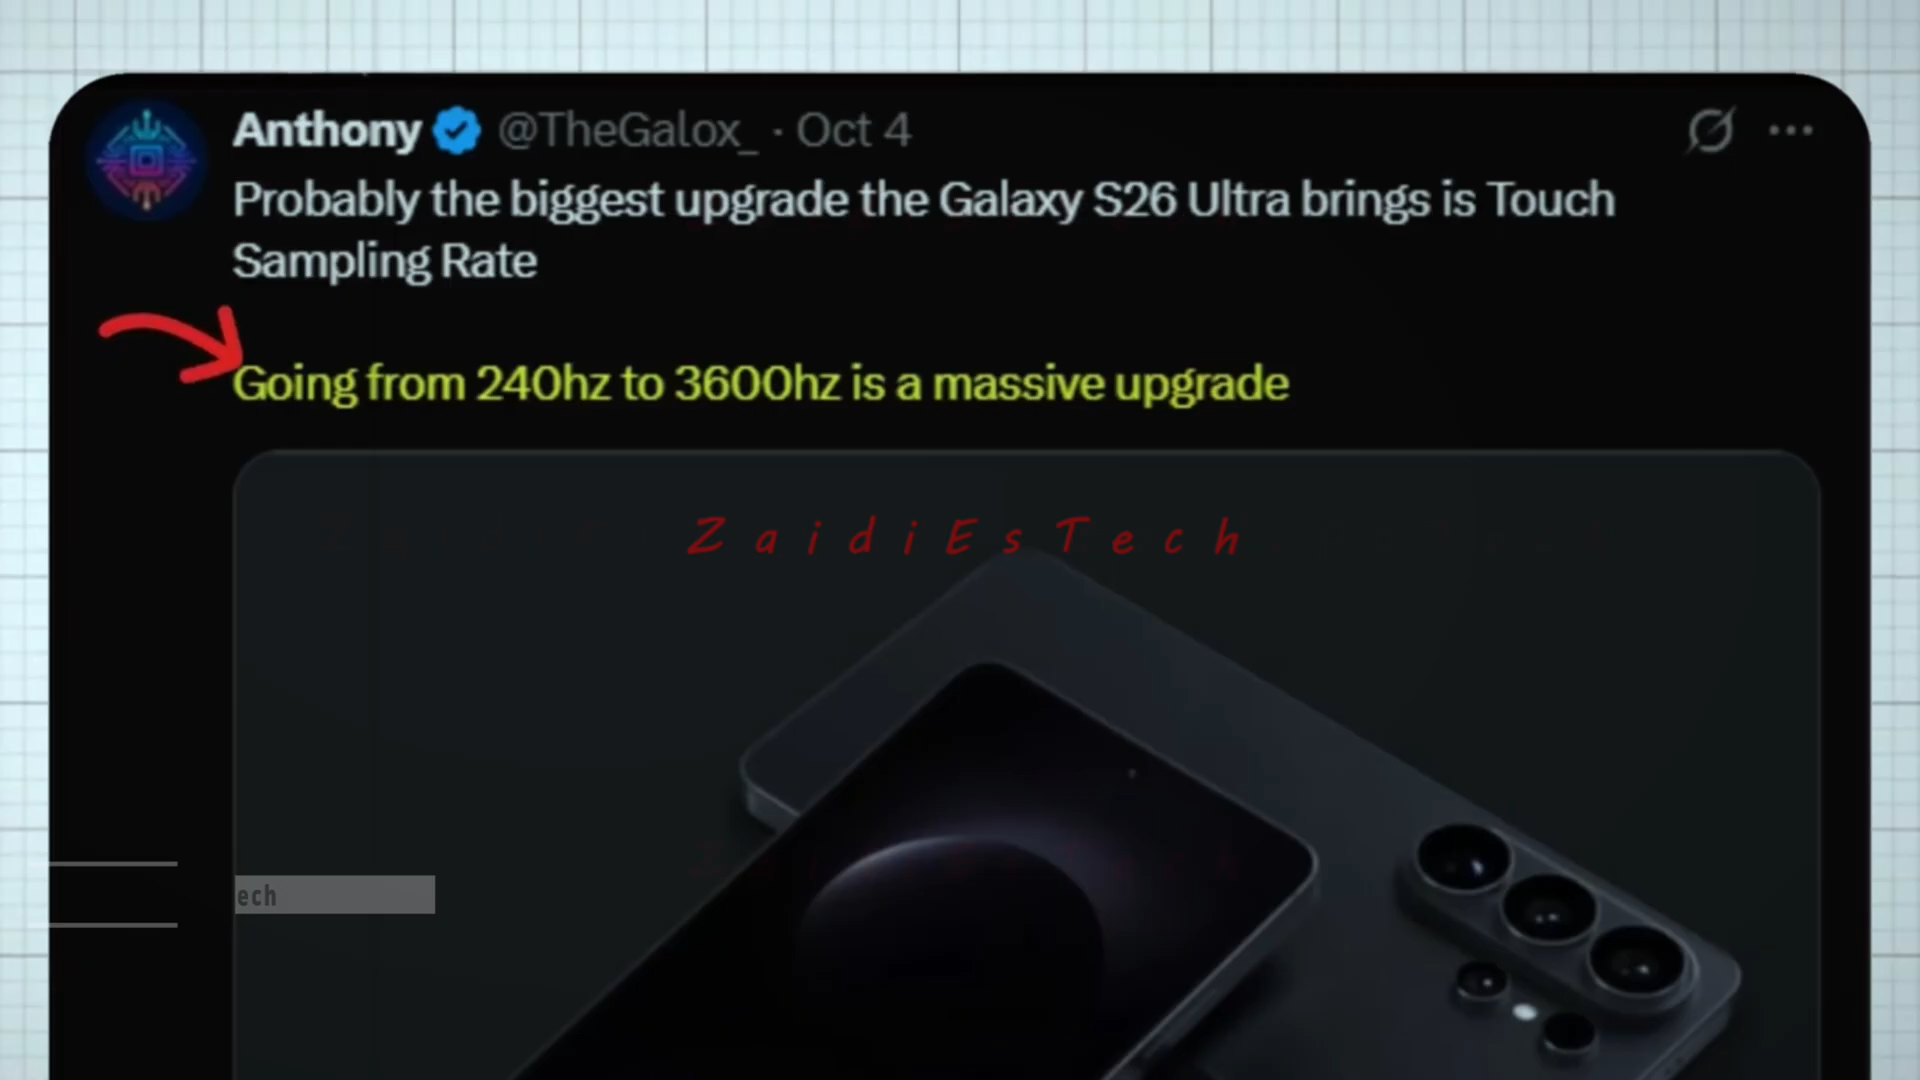 Anthony @TheGalox_ · Oct 4
Probably the biggest upgrade the Galaxy S26 Ultra brings is Touch
Sampling Rate
Going from 240hz to 3600hz is a massive upgrade
ZaidiEsTech
ech